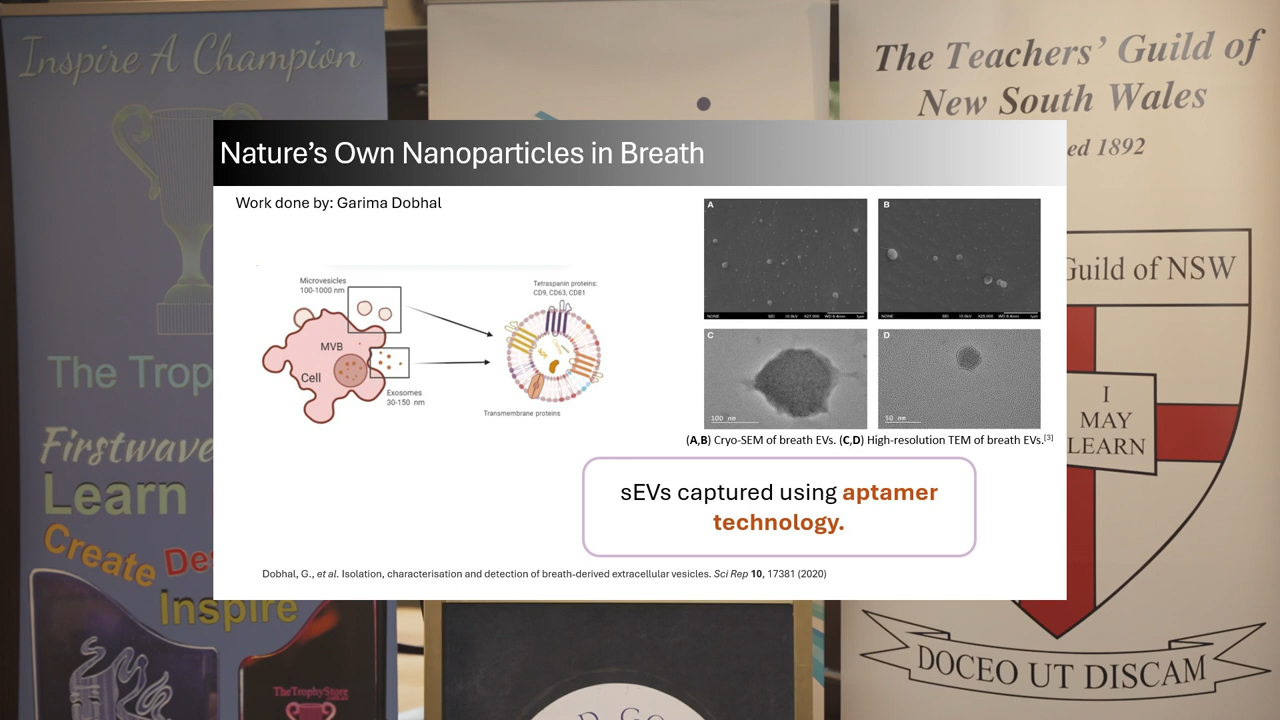 Inspire A Champion
The Trop
Firstwave
Learn
Create De
Inspire
TheTrophyStore
The Teachers' Guild of
New South Wales
ed 1892
Guild of NSW
I
MAY
LEARN
DOCEO UT DISCAM
Nature's Own Nanoparticles in Breath
Work done by: Garima Dobhal
Microvesicles
100-1000 nm
MVB
Cell
Exosomes
30-150 nm
Tetraspanin proteins:
CD9, CD63, CD81
Transmembrane proteins
A
B
C
100 nm
D
50 nm
(A,B) Cryo-SEM of breath EVs. (C,D) High-resolution TEM of breath EVs.[3]
sEVs captured using aptamer
technology.
Dobhal, G., et al. Isolation, characterisation and detection of breath-derived extracellular vesicles. Sci Rep 10, 17381 (2020)